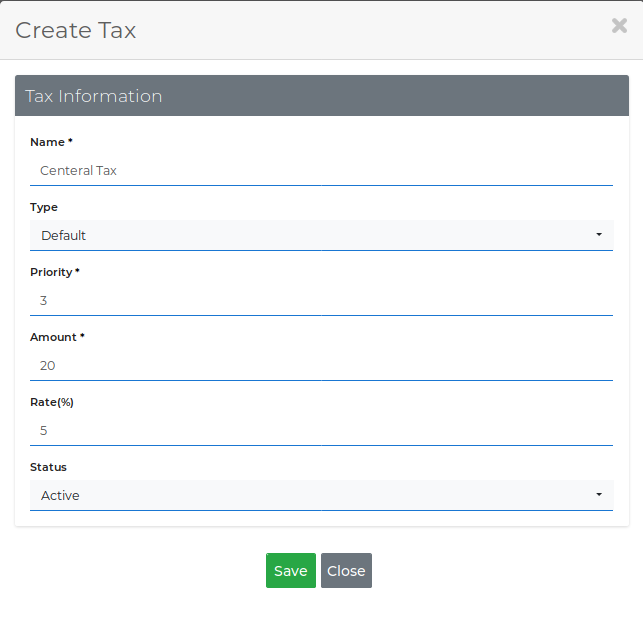 Create Tax
Tax Information
Name *
Centeral Tax
Type
Default
Priority *
3
Amount *
20
Rate(%)
5
Status
Active
Save Close